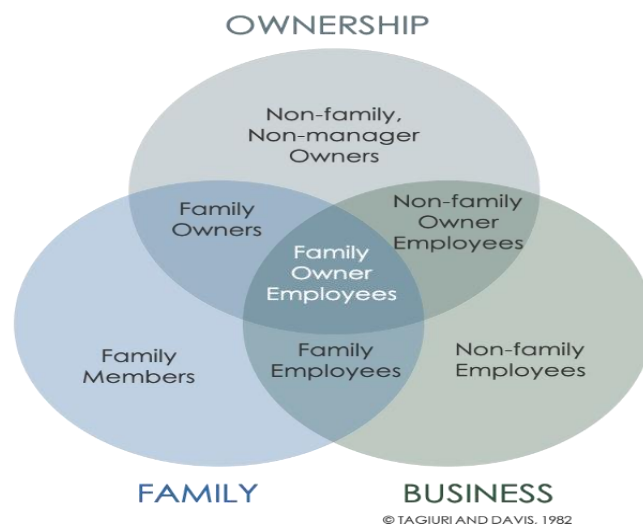 OWNERSHIP
Non-family,
Non-manager
Owners
Family
Owners
Non-family
Owner
Employees
Family
Owner
Employees
Family
Members
Family
Employees
Non-family
Employees
FAMILY
BUSINESS
© TAGIURI AND DAVIS, 1982